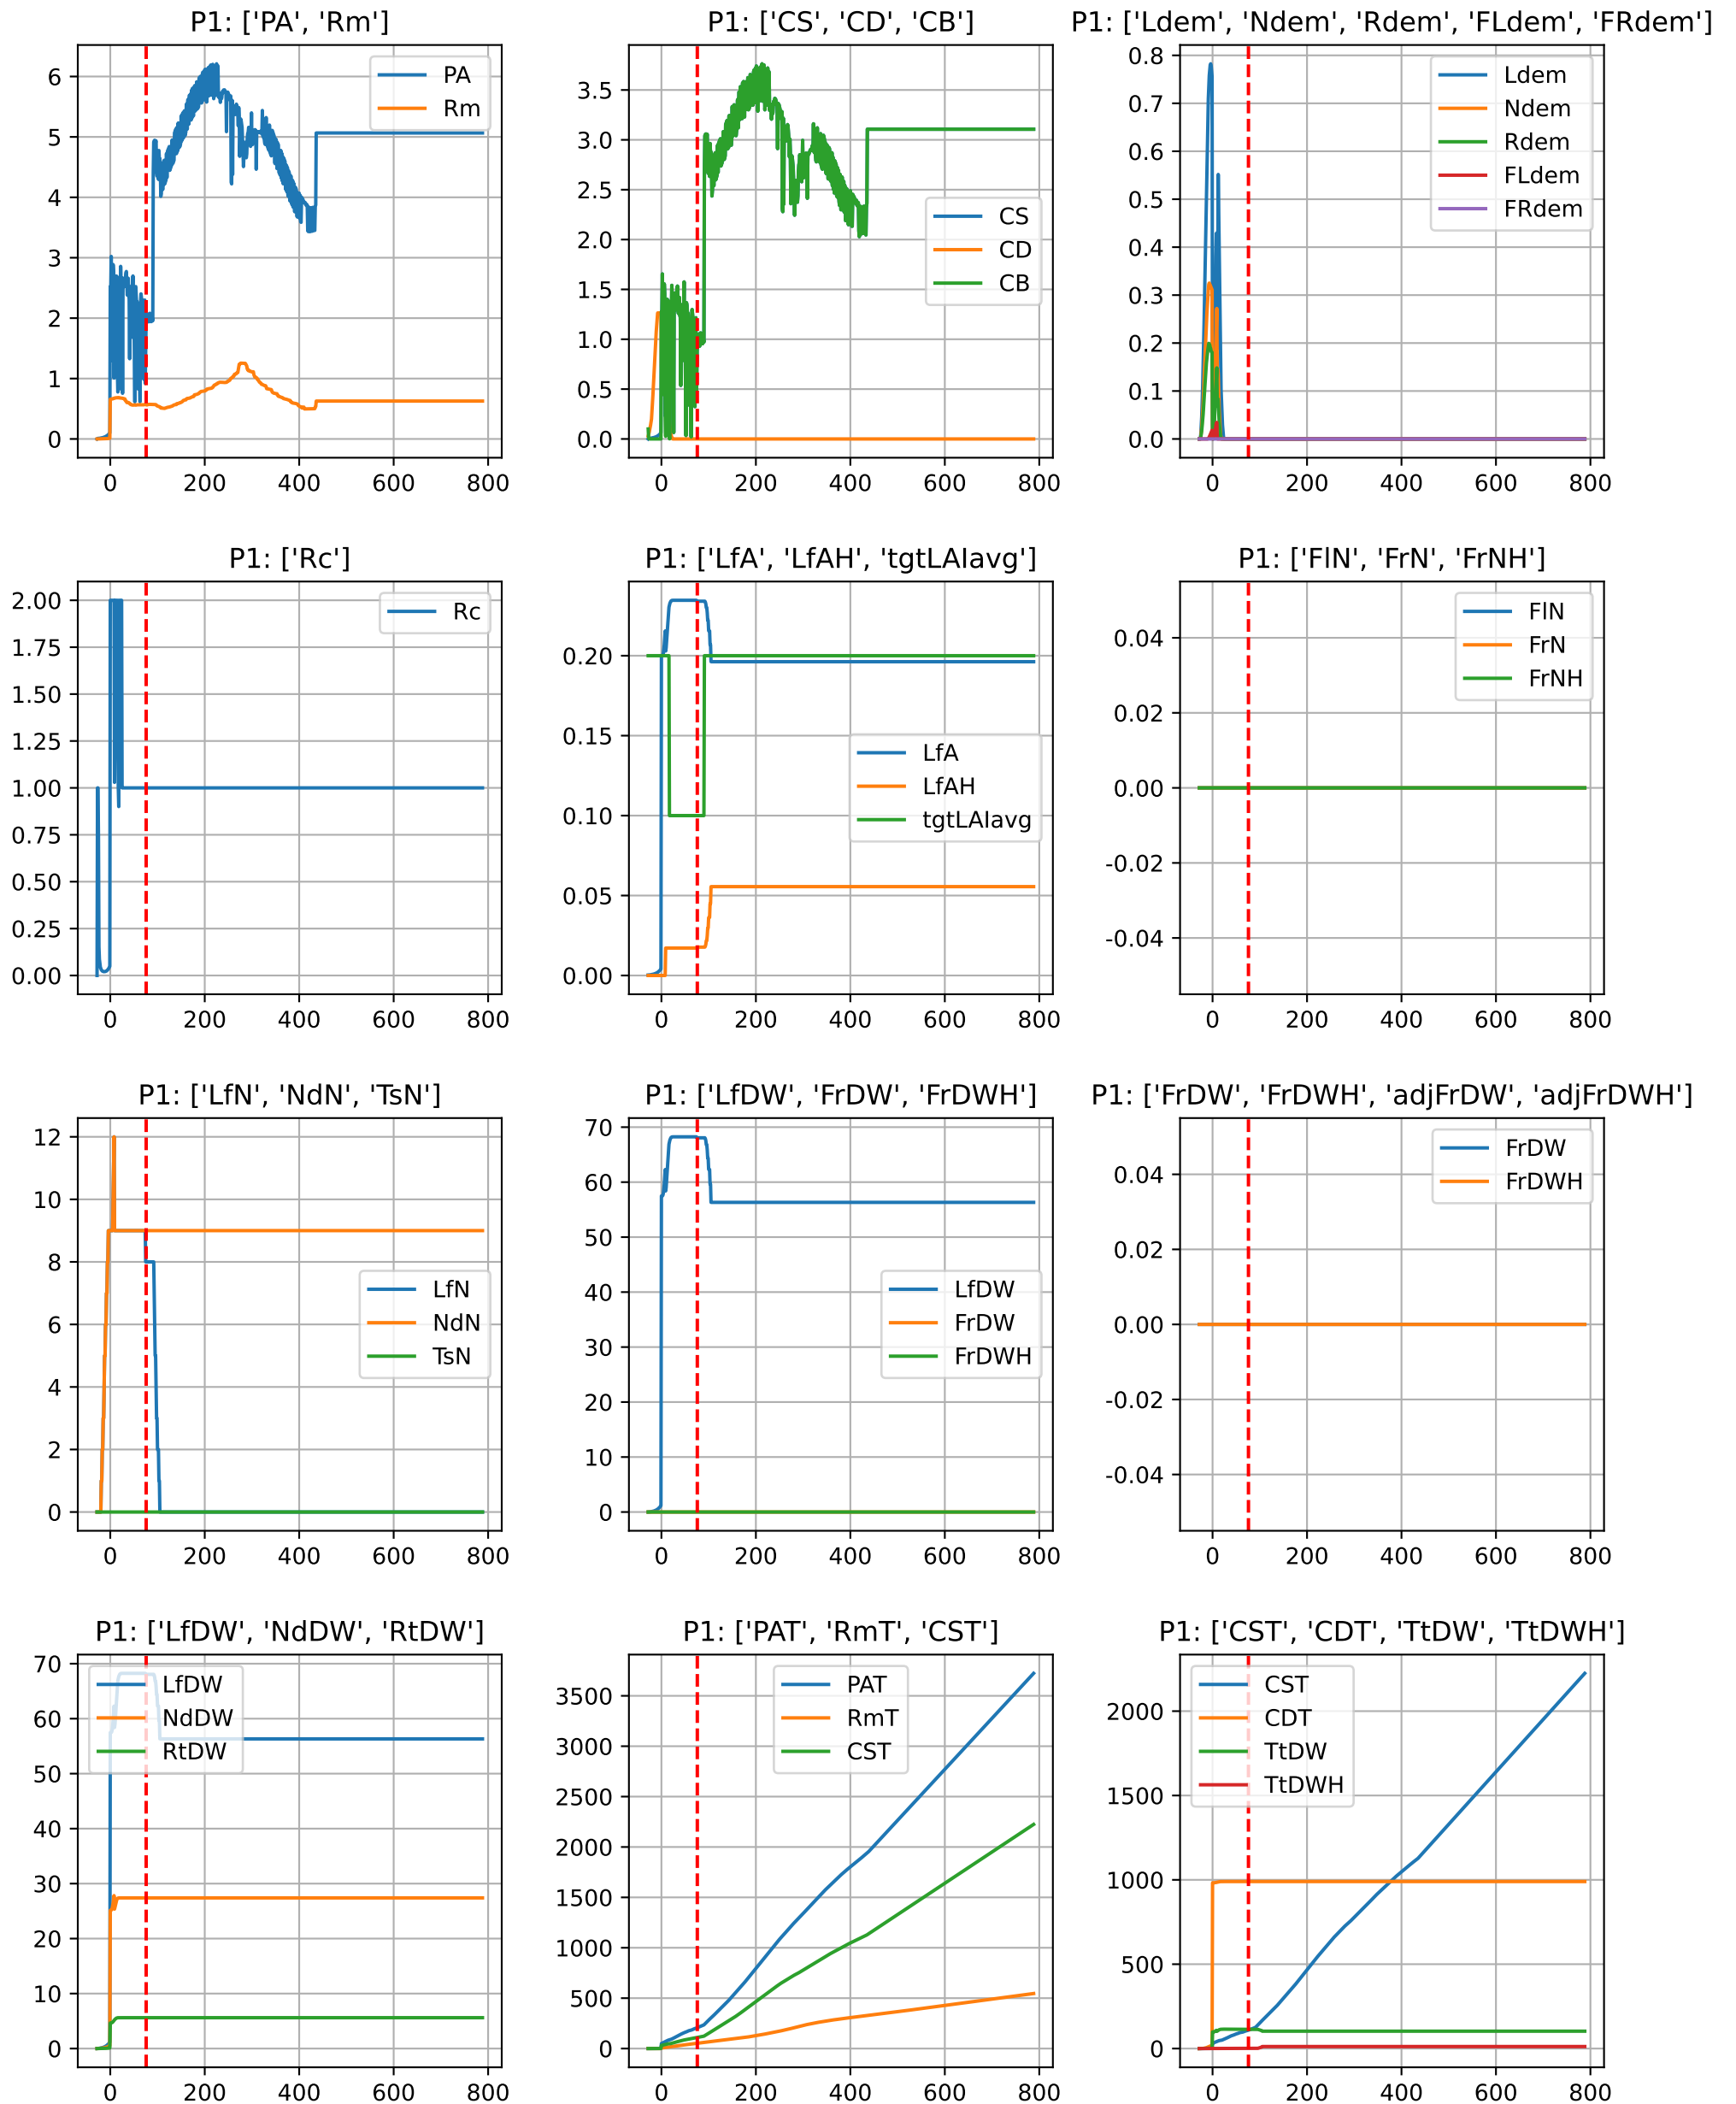 P1: ['PA', 'Rm']
6
5
4
3
2
1
0
PA
Rm
0 200 400 600 800
P1: ['CS', 'CD', 'CB']
3.5
3.0
2.5
2.0
1.5
1.0
0.5
0.0
CS
CD
CB
0 200 400 600 800
P1: ['Ldem', 'Ndem', 'Rdem', 'FLdem', 'FRdem']
0.8
0.7
0.6
0.5
0.4
0.3
0.2
0.1
0.0
Ldem
Ndem
Rdem
FLdem
FRdem
0 200 400 600 800
P1: ['Rc']
2.00
1.75
1.50
1.25
1.00
0.75
0.50
0.25
0.00
Rc
0 200 400 600 800
P1: ['LfA', 'LfAH', 'tgtLAIavg']
0.20
0.15
0.10
0.05
0.00
LfA
LfAH
tgtLAIavg
0 200 400 600 800
P1: ['FlN', 'FrN', 'FrNH']
0.04
0.02
0.00
-0.02
-0.04
FlN
FrN
FrNH
0 200 400 600 800
P1: ['LfN', 'NdN', 'TsN']
12
10
8
6
4
2
0
LfN
NdN
TsN
0 200 400 600 800
P1: ['LfDW', 'FrDW', 'FrDWH']
70
60
50
40
30
20
10
0
LfDW
FrDW
FrDWH
0 200 400 600 800
P1: ['FrDW', 'FrDWH', 'adjFrDW', 'adjFrDWH']
0.04
0.02
0.00
-0.02
-0.04
FrDW
FrDWH
0 200 400 600 800
P1: ['LfDW', 'NdDW', 'RtDW']
70
60
50
40
30
20
10
0
LfDW
NdDW
RtDW
0 200 400 600 800
P1: ['PAT', 'RmT', 'CST']
3500
3000
2500
2000
1500
1000
500
0
PAT
RmT
CST
0 200 400 600 800
P1: ['CST', 'CDT', 'TtDW', 'TtDWH']
2000
1500
1000
500
0
CST
CDT
TtDW
TtDWH
0 200 400 600 800